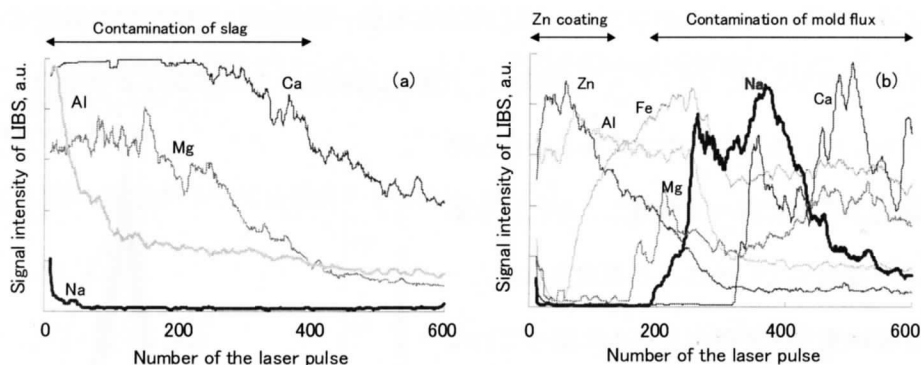 Contamination of slag
Signal intensity of LIBS, a.u.
(a)
Al
Ca
Mg
Na
0
200
400
600
Number of the laser pulse
Zn coating
Contamination of mold flux
Signal intensity of LIBS, a.u.
(b)
Zn
Al
Fe
Na
Ca
Mg
0
200
400
600
Number of the laser pulse